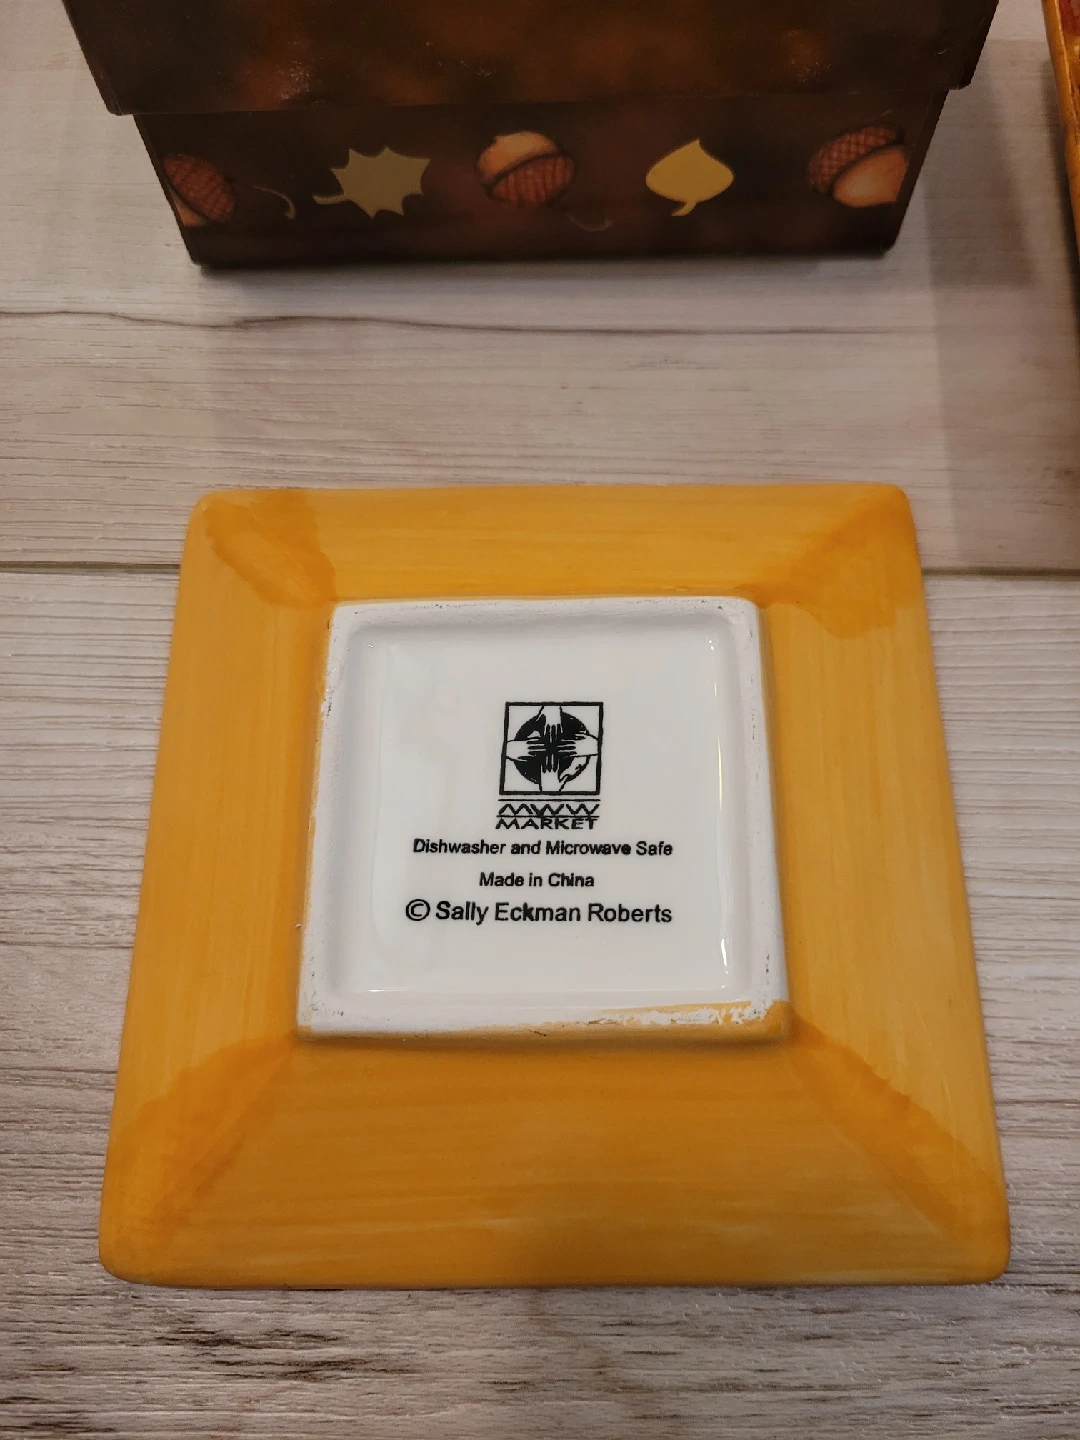 MWW
MARKET
Dishwasher and Microwave Safe
Made in China
© Sally Eckman Roberts